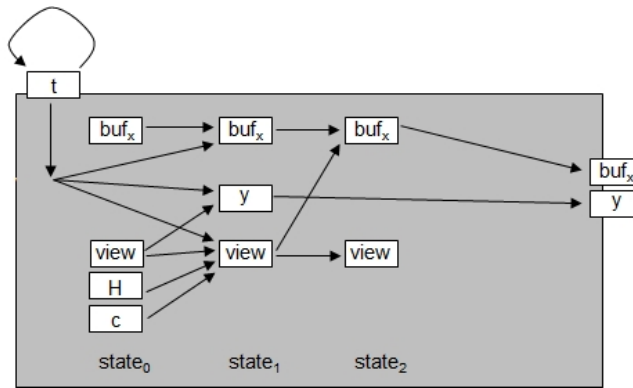 t
buf_x buf_x buf_x
buf_x
y y
view view view
H
c
state_0 state_1 state_2